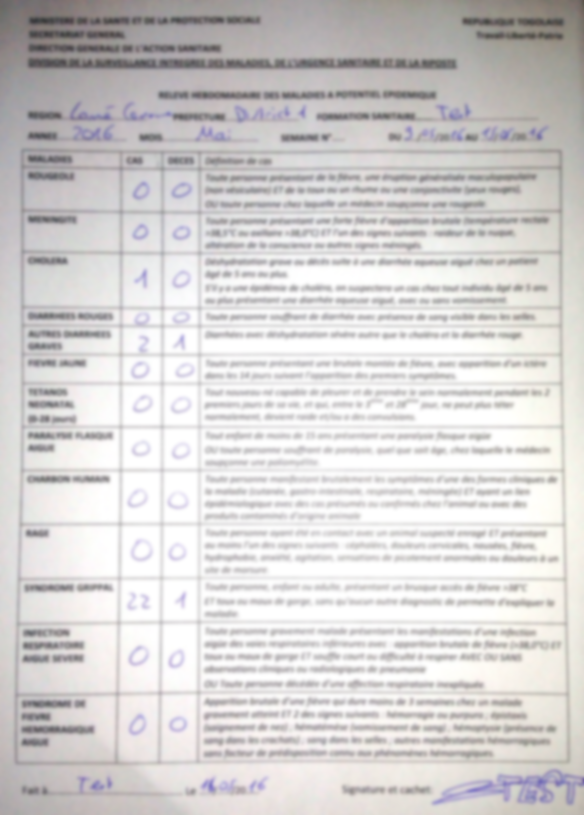 MINISTERE DE LA SANTE ET DE LA PROTECTION SOCIALE
REPUBLIQUE TOGOLAISE
SECRETARIAT GENERAL
Travail-Liberté-Patrie
DIRECTION GENERALE DE L'ACTION SANITAIRE
DIVISION DE LA SURVEILLANCE INTEGREE DES MALADIES, DE L'URGENCE SANITAIRE ET DE LA RIPOSTE
RELEVE HEBDOMADAIRE DES MALADIES A POTENTIEL EPIDEMIQUE
REGION Lomé Commune PREFECTURE District 1 FORMATION SANITAIRE Test
ANNEE 2016 MOIS Mai SEMAINE N° DU AU
MALADIES CAS DECES Définition de cas
ROUGEOLE 0 0 Toute personne présentant de la fièvre, une éruption généralisée maculopapulaire
(non vésiculaire) ET de la toux ou un rhume ou une conjonctivite (yeux rouges).
OU toute personne chez laquelle un médecin soupçonne une rougeole
MENINGITE 0 0 Toute personne présentant une forte fièvre d'apparition brutale (température rectale
>38,5°C ou axillaire >38,0°C) ET l'un des signes suivants : raideur de la nuque,
altération de la conscience ou autres signes méningés.
CHOLERA 1 0 Déshydratation grave ou décès suite à une diarrhée aqueuse aiguë chez un patient
âgé de 5 ans ou plus.
S'il y a une épidémie de choléra, on suspectera un cas chez tout individu âgé de 5 ans
ou plus présentant une diarrhée aqueuse aiguë, avec ou sans vomissement.
DIARRHEES ROUGES 0 0 Toute personne souffrant de diarrhée avec présence de sang visible dans les selles.
AUTRES DIARRHEES GRAVES 2 1 Diarrhées avec déshydratation sévère autre que le choléra et la diarrhée rouge.
FIEVRE JAUNE 0 0 Toute personne présentant une brutale montée de fièvre, avec apparition d'un ictère
dans les 14 jours suivant l'apparition des premiers symptômes.
TETANOS NEONATAL (0-28 jours) 0 0 Tout nouveau né capable de pleurer et de prendre le sein normalement pendant les 2
premiers jours de sa vie, et qui, entre le 3ème et 28ème jour, ne peut plus téter
normalement, devient raide et/ou a des convulsions.
PARALYSIE FLASQUE AIGUE 0 0 Tout enfant de moins de 15 ans présentant une paralysie flasque aiguë
OU toute personne souffrant de paralysie, quel que soit âge, chez laquelle le médecin
soupçonne une poliomyélite.
CHARBON HUMAIN 0 0 Toute personne manifestant brutalement les symptômes d'une des formes cliniques de
la maladie (cutanée, gastro intestinale, respiratoire, méningée) ET ayant un lien
épidémiologique avec des cas présumés ou confirmés chez l'animal ou avec des
produits contaminés d'origine animale
RAGE 0 0 Toute personne ayant été en contact avec un animal suspecté enragé ET présentant
au moins l'un des signes suivants : céphalées, douleurs cervicales, nausées, fièvre,
hydrophobie, anxiété, agitation, sensations de picotement anormales ou douleurs à un
site de morsure
SYNDROME GRIPPAL 22 1 Toute personne, enfant ou adulte, présentant un brusque accès de fièvre >38°C
ET toux ou maux de gorge, sans qu'aucun autre diagnostic de permette d'expliquer la
maladie.
INFECTION RESPIRATOIRE AIGUE SEVERE 0 0 Toute personne gravement malade présentant les manifestations d'une infection
aigüe des voies respiratoires inférieures avec : apparition brutale de fièvre (>38,0°C) ET
toux ou maux de gorge ET souffle court ou difficulté à respirer AVEC OU SANS
observations cliniques ou radiologiques de pneumonie
OU Toute personne décédée d'une affection respiratoire inexpliquée.
SYNDROME DE FIEVRE HEMORRAGIQUE AIGUE 0 0 Apparition brutale d'une fièvre qui dure moins de 3 semaines chez un malade
gravement atteint ET 2 des signes suivants : hémorragie ou purpura ; épistaxis
(saignement de nez) ; hématémèse (vomissement de sang) ; hémoptysie (présence de
sang dans les crachats) ; sang dans les selles ; autres manifestations hémorragiques
sans facteur de prédisposition connu aux phénomènes hémorragiques.
Fait à Test Le Signature et cachet: TEST